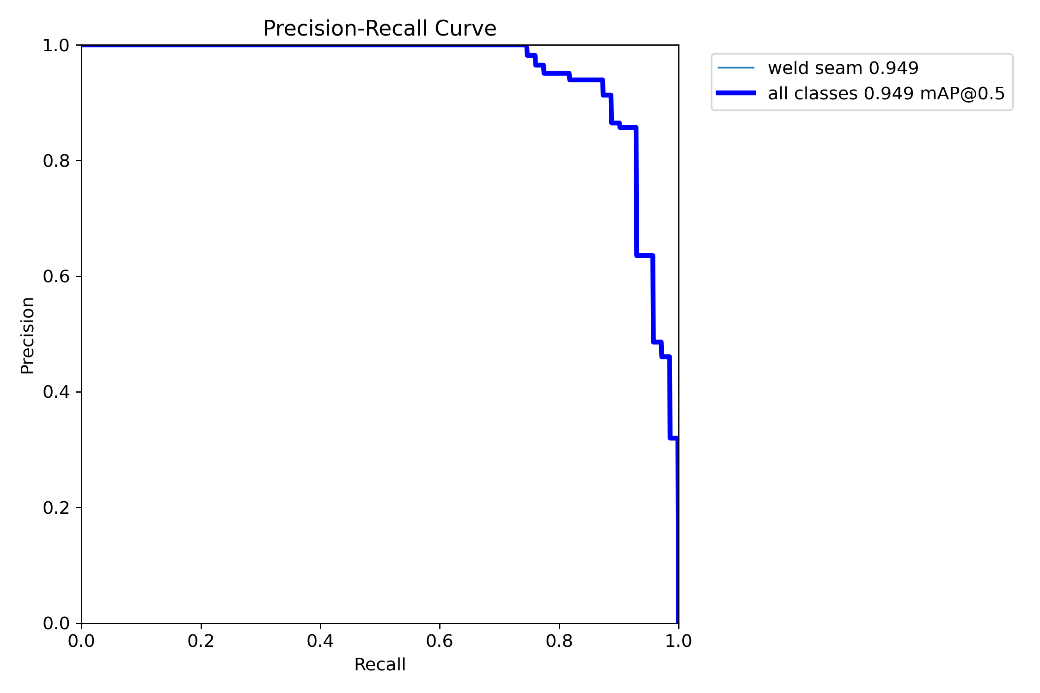 Precision-Recall Curve
1.0
0.8
0.6
0.4
0.2
0.0
Precision
0.0 0.2 0.4 0.6 0.8 1.0
Recall
weld seam 0.949
all classes 0.949 mAP@0.5